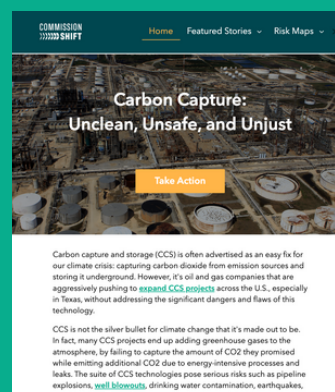 COMMISSION
SHIFT
Home Featured Stories Risk Maps
Carbon Capture:
Unclean, Unsafe, and Unjust
Take Action
Carbon capture and storage (CCS) is often advertised as an easy fix for
our climate crisis: capturing carbon dioxide from emission sources and
storing it underground. However, it's oil and gas companies that are
aggressively pushing to expand CCS projects across the U.S., especially
in Texas, without addressing the significant dangers and flaws of this
technology.
CCS is not the silver bullet for climate change that it's made out to be.
In fact, many CCS projects end up adding greenhouse gases to the
atmosphere, by failing to capture the amount of CO2 they promised
while emitting additional CO2 due to energy-intensive processes and
leaks. The suite of CCS technologies pose serious risks such as pipeline
explosions, well blowouts, drinking water contamination, earthquakes,